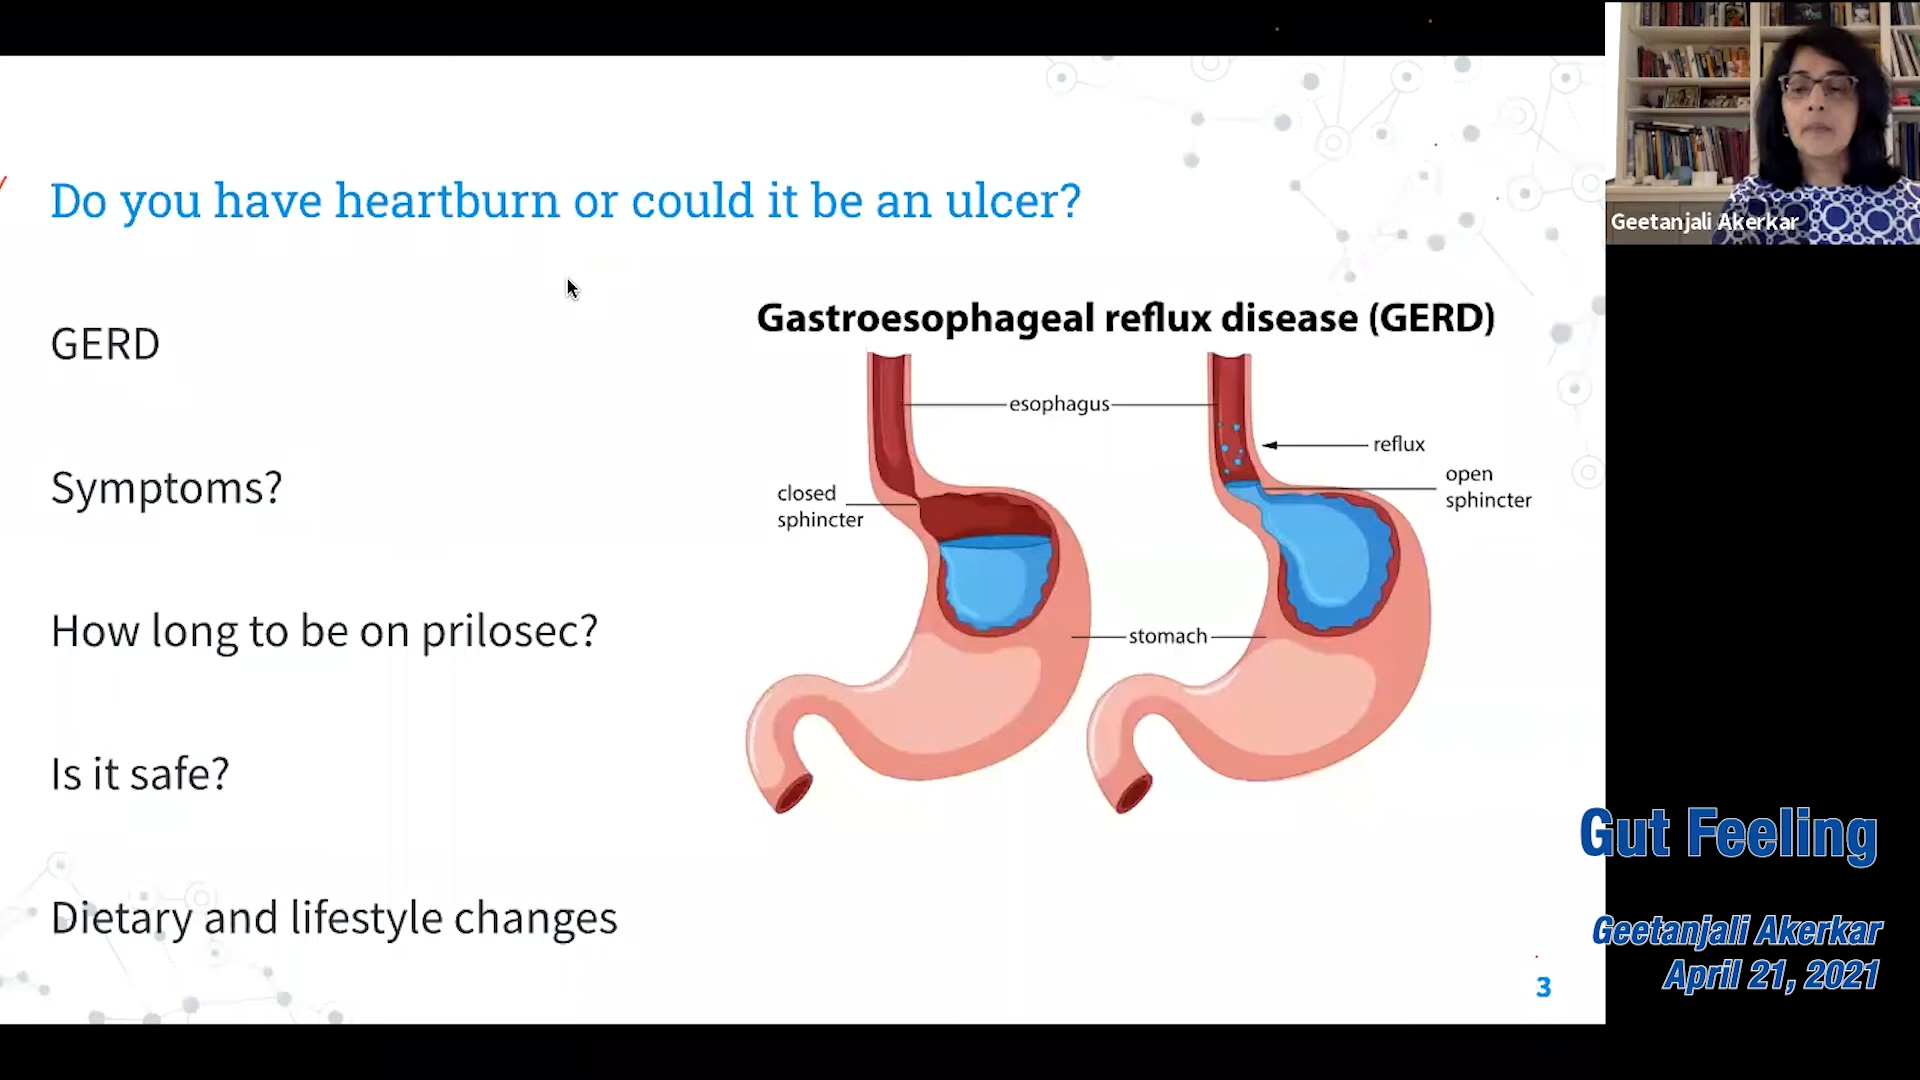 Do you have heartburn or could it be an ulcer?
GERD
Symptoms?
How long to be on prilosec?
Is it safe?
Dietary and lifestyle changes
Gastroesophageal reflux disease (GERD)
esophagus
reflux
open
sphincter
closed
sphincter
stomach
3
Geetanjali Akerkar
Gut Feeling
Geetanjali Akerkar
April 21, 2021